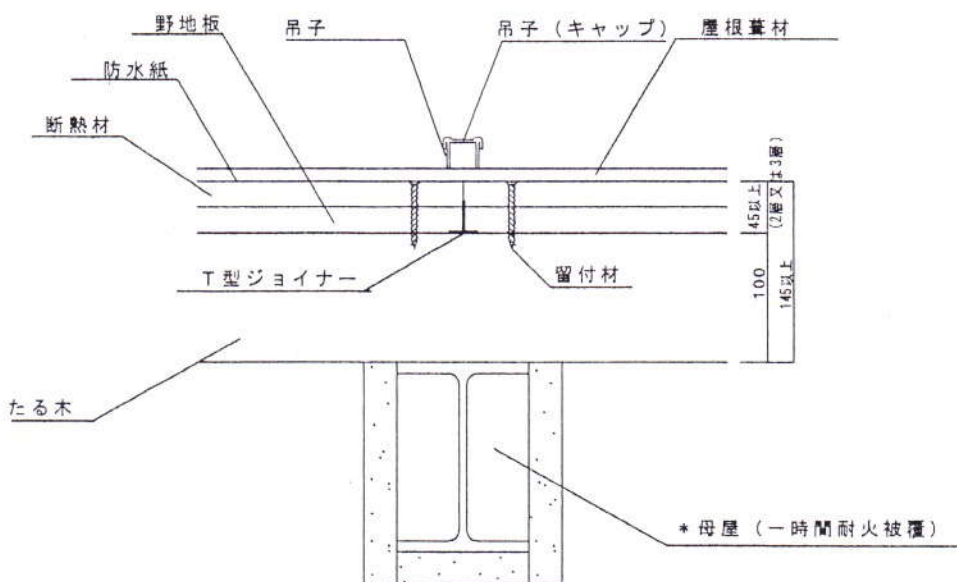 野地板
吊子
吊子（キャップ）
屋根葺材
防水紙
断熱材
45以上
(2層又は3層)
T型ジョイナー
留付材
100
145以上
たる木
*母屋（一時間耐火被覆）